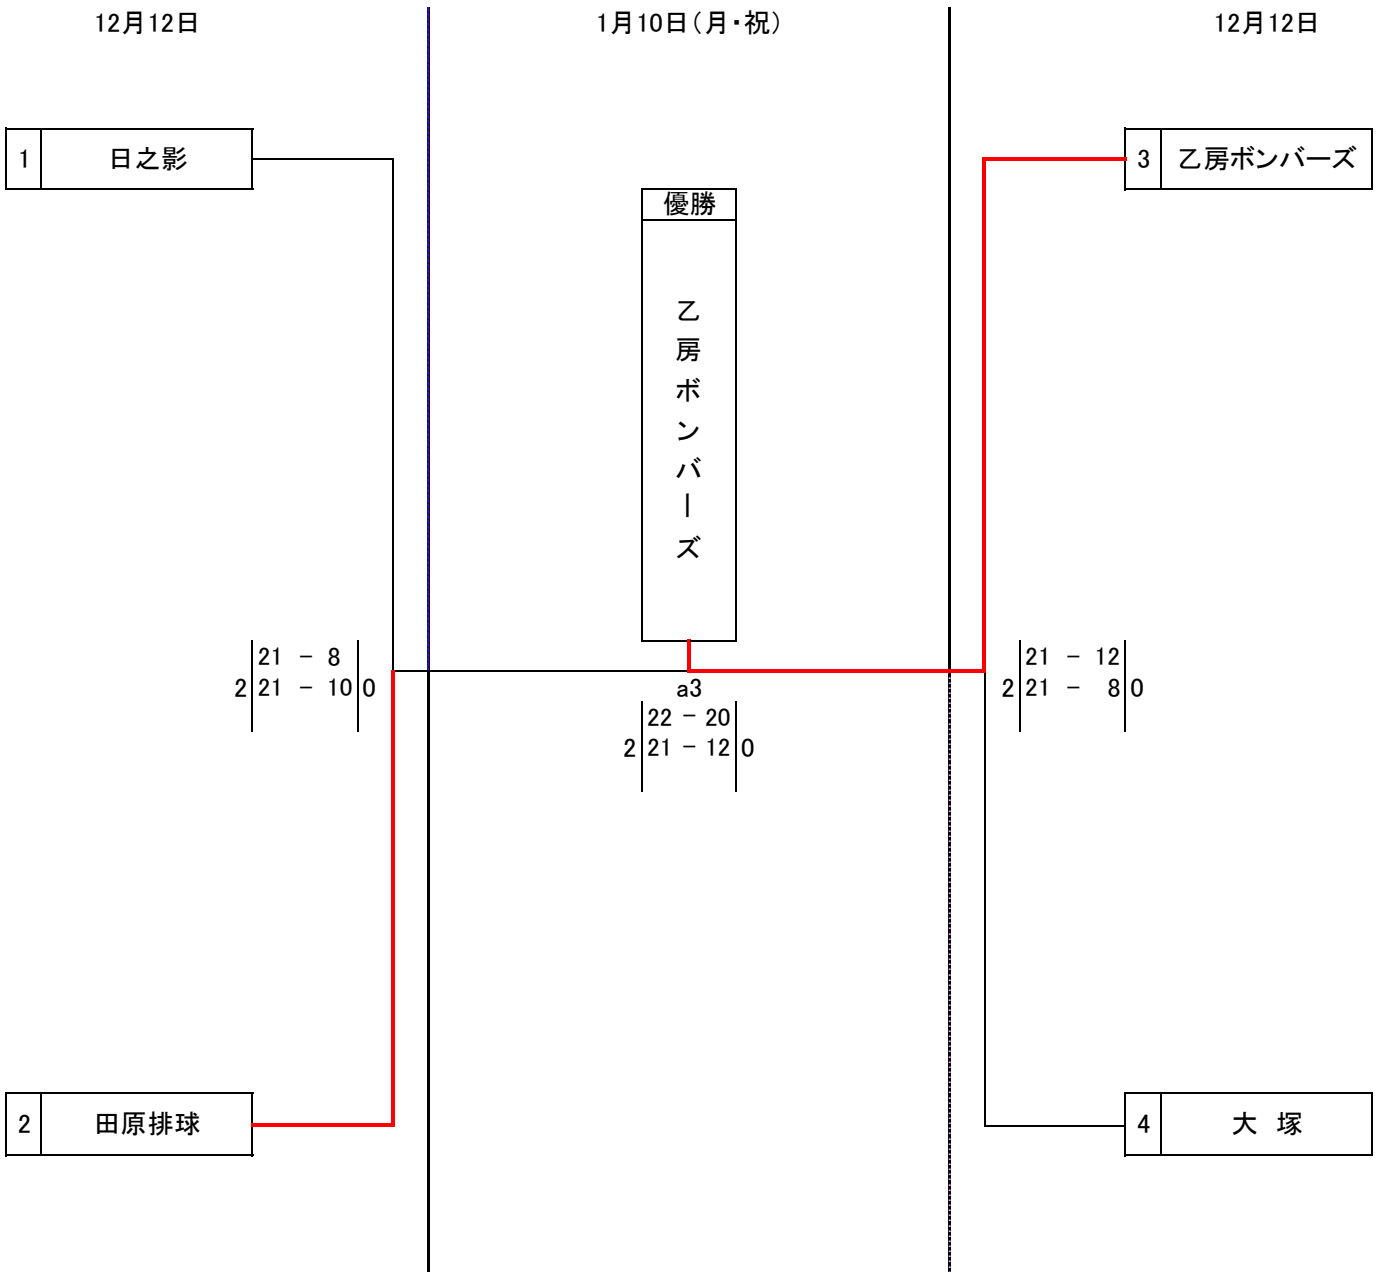 12月12日
1月10日(月・祝)
12月12日
1 日之影
3 乙房ボンバーズ
優勝
乙房ボンバーズ
21 － 8
2 21 － 10 0
21 － 12
2 21 － 8 0
a3
22 － 20
2 21 － 12 0
2 田原排球
4 大 塚